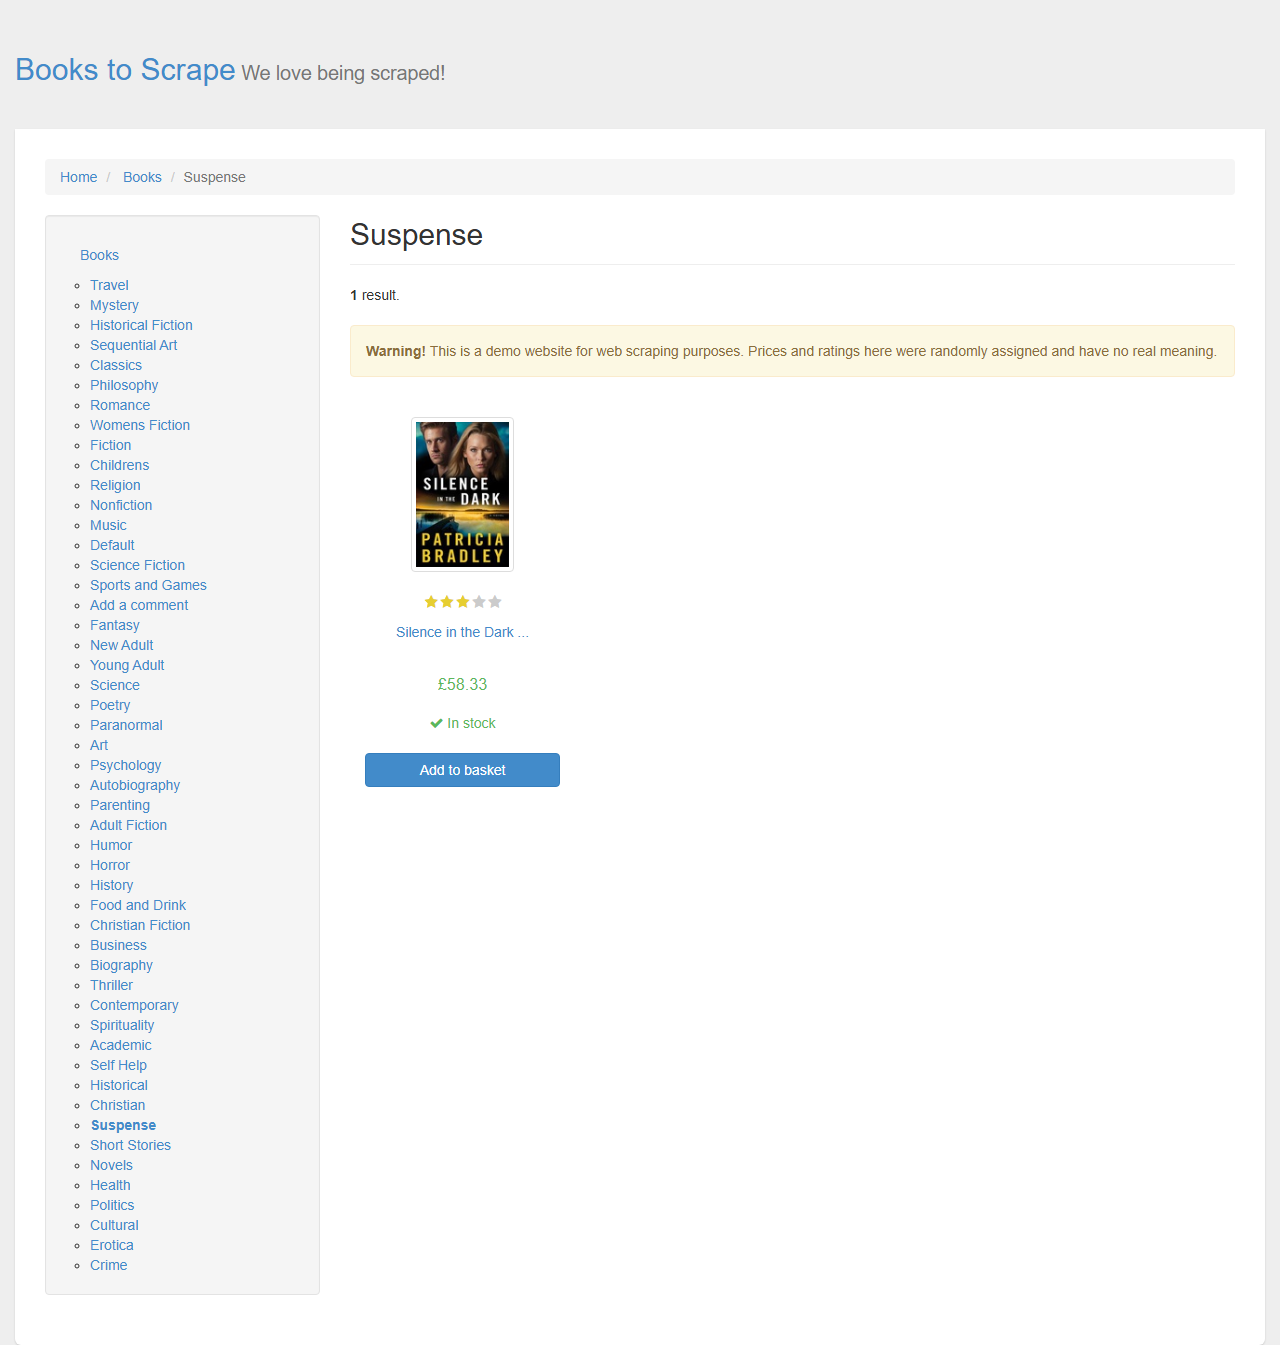 Books to Scrape We love being scraped!
Home / Books / Suspense
Books
Travel
Mystery
Historical Fiction
Sequential Art
Classics
Philosophy
Romance
Womens Fiction
Fiction
Childrens
Religion
Nonfiction
Music
Default
Science Fiction
Sports and Games
Add a comment
Fantasy
New Adult
Young Adult
Science
Poetry
Paranormal
Art
Psychology
Autobiography
Parenting
Adult Fiction
Humor
Horror
History
Food and Drink
Christian Fiction
Business
Biography
Thriller
Contemporary
Spirituality
Academic
Self Help
Historical
Christian
Suspense
Short Stories
Novels
Health
Politics
Cultural
Erotica
Crime
Suspense
1 result.
Warning! This is a demo website for web scraping purposes. Prices and ratings here were randomly assigned and have no real meaning.
SILENCE
IN THE DARK
PATRICIA
BRADLEY
Silence in the Dark ...
£58.33
In stock
Add to basket